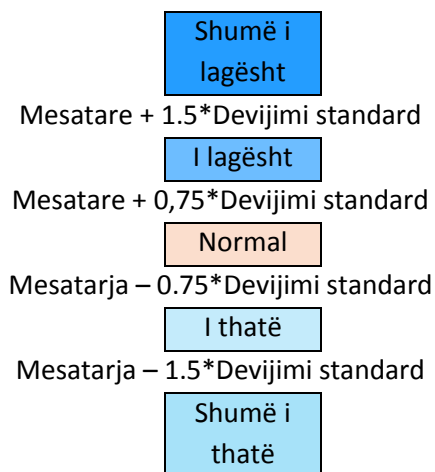 Shumë i
lagësht
Mesatare + 1.5*Devijimi standard
I lagësht
Mesatare + 0,75*Devijimi standard
Normal
Mesatarja – 0.75*Devijimi standard
I thatë
Mesatarja – 1.5*Devijimi standard
Shumë i
thatë